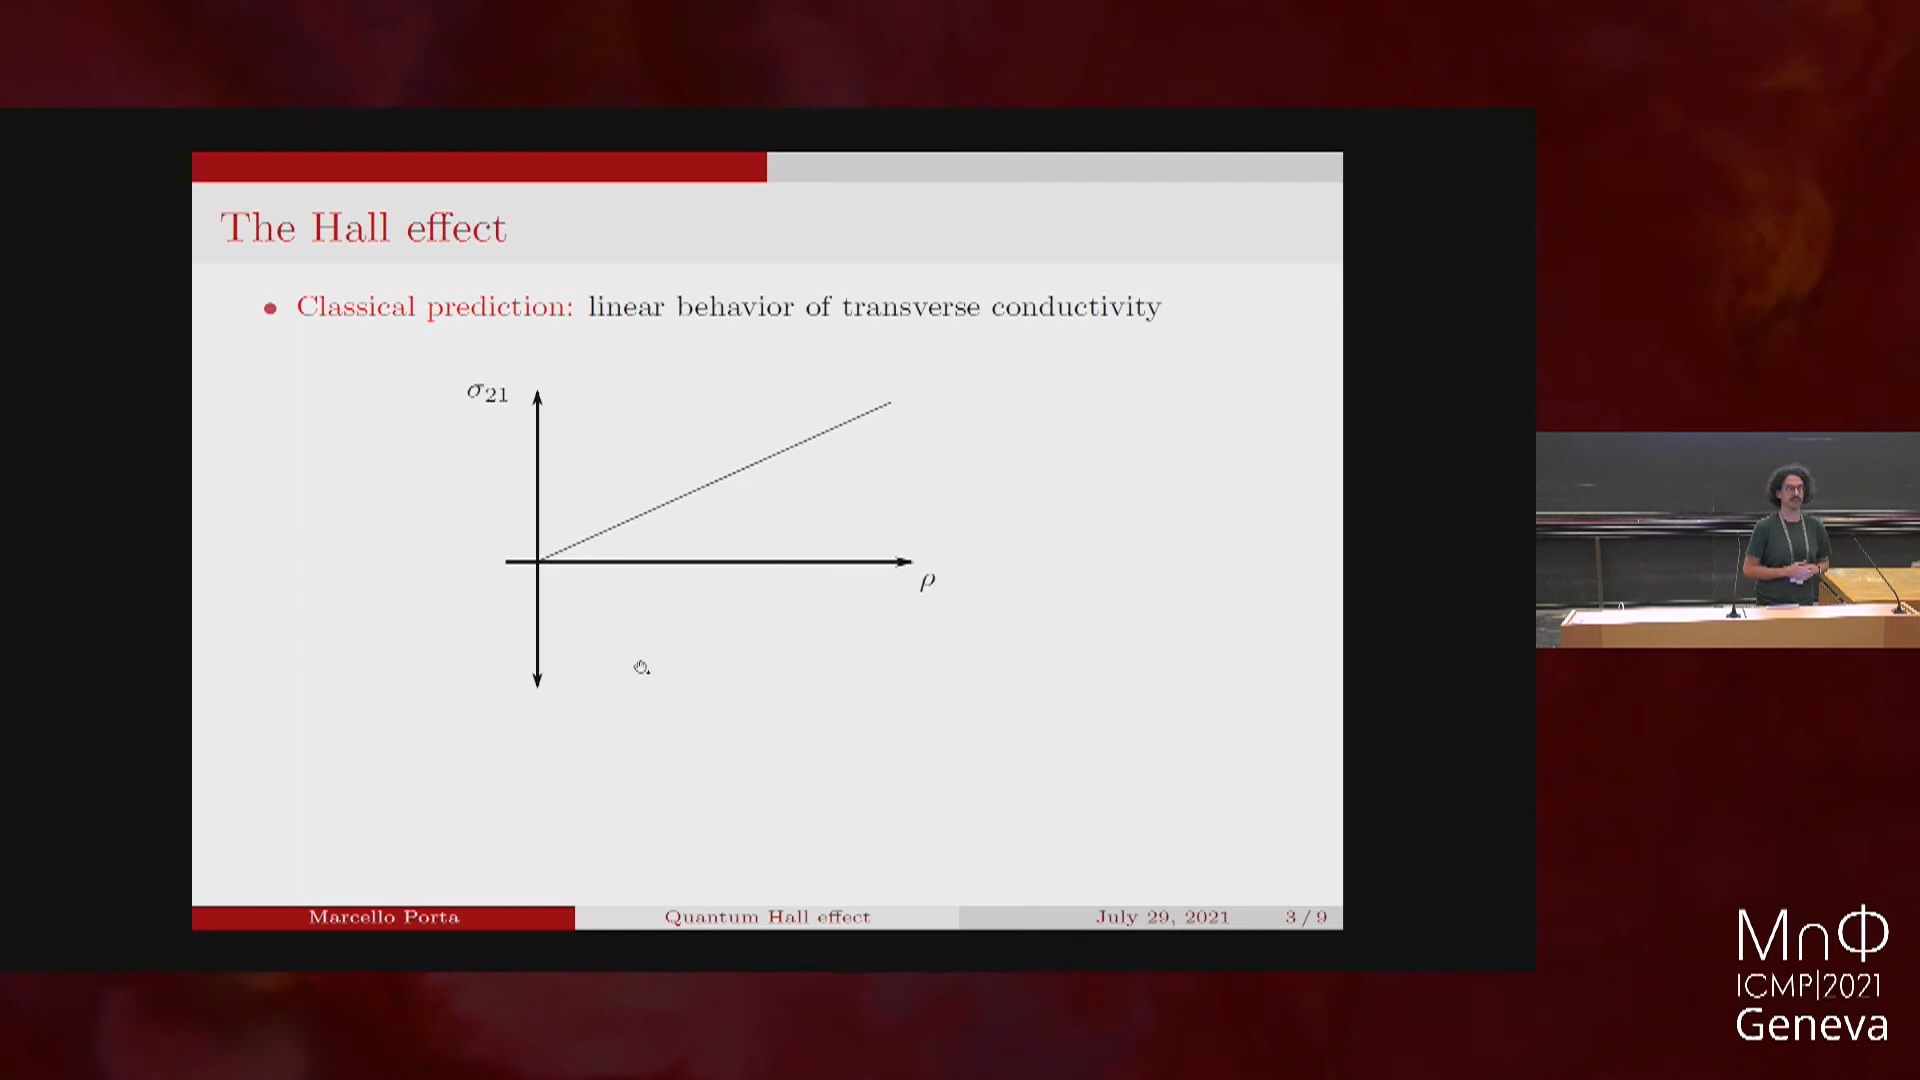 The Hall effect
• Classical prediction: linear behavior of transverse conductivity
σ21
ρ
Marcello Porta Quantum Hall effect July 29, 2021 3 / 9
M∩Φ
ICMP|2021
Geneva